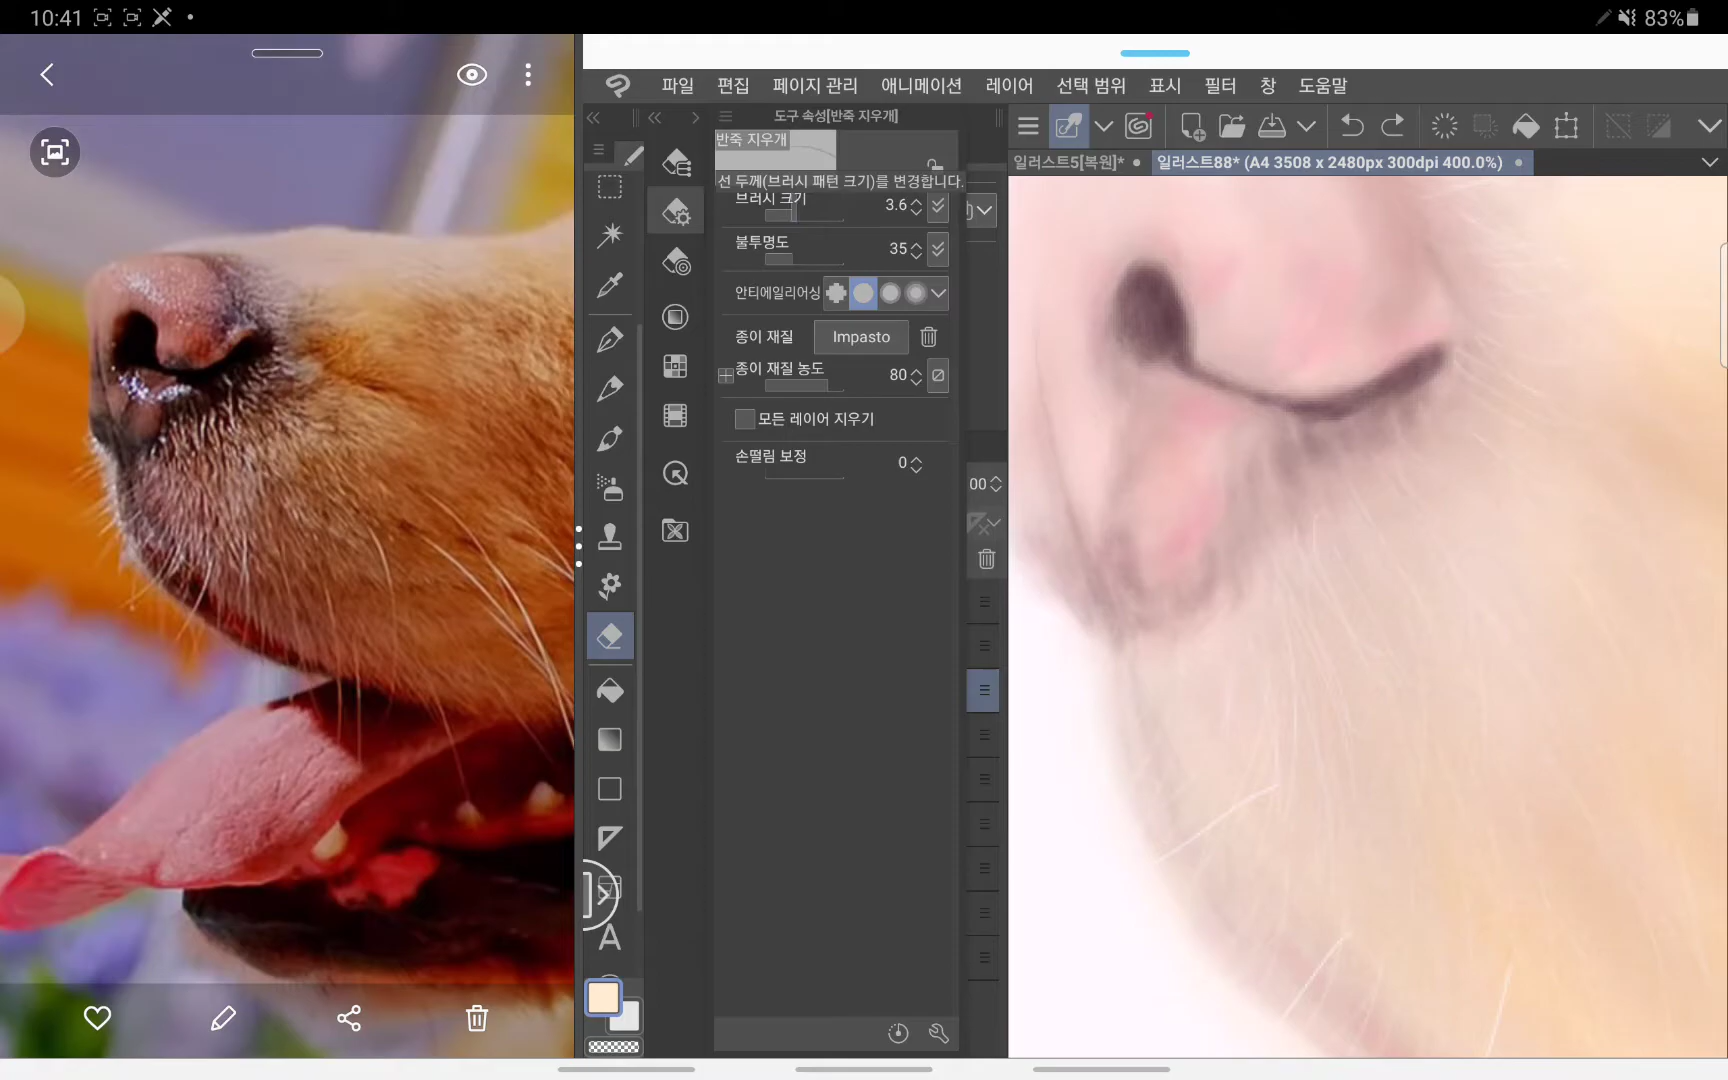 10:41
83%
파일 편집 페이지 관리 애니메이션 레이어 선택 범위 표시 필터 창 도움말
도구 속성[반죽 지우개]
반죽 지우개
일러스트5[복원]* 일러스트88* (A4 3508 x 2480px 300dpi 400.0%)
선 두께(브러시 패턴 크기)를 변경합니다.
브러시 크기 3.6
불투명도 35
안티에일리어싱
종이 재질 Impasto
종이 재질 농도 80
모든 레이어 지우기
손떨림 보정 0
00
A